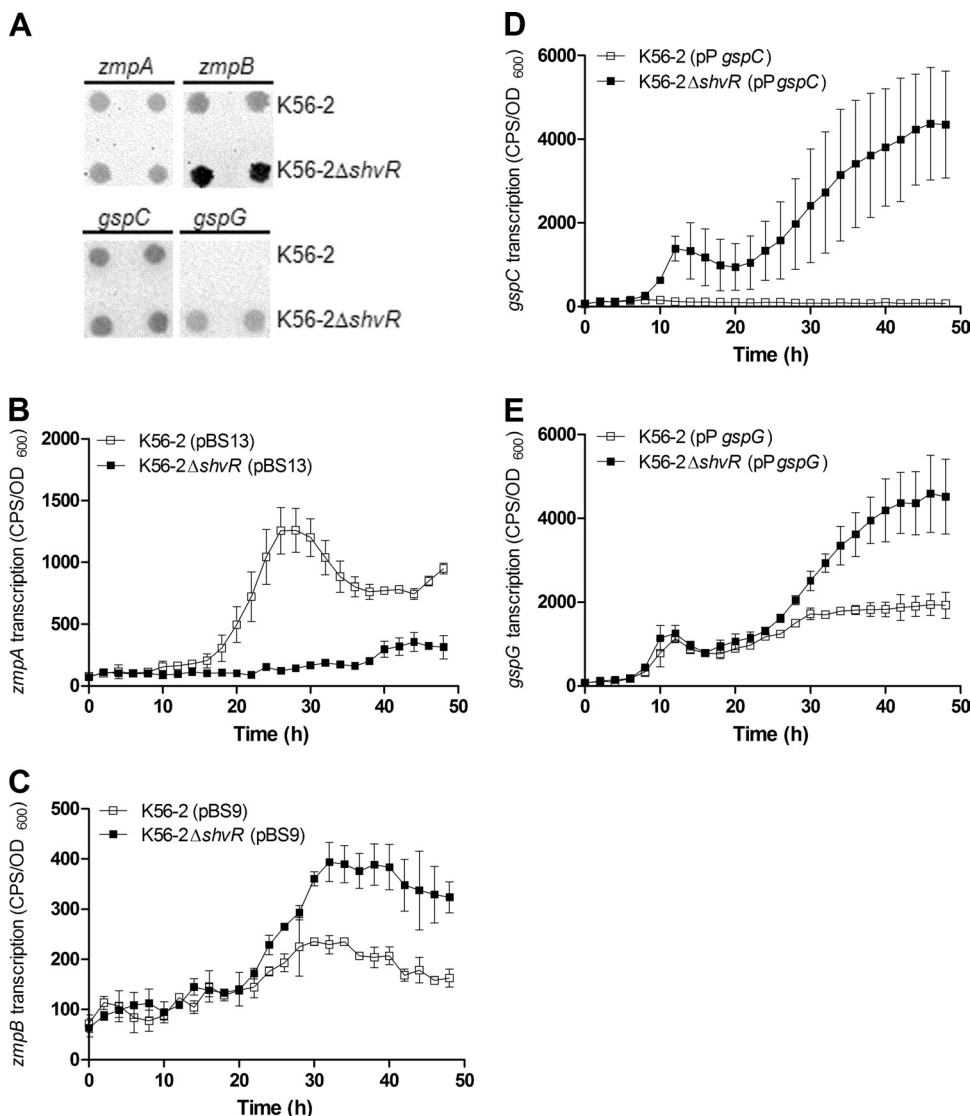 A
zmpA zmpB
K56-2
K56-2ΔshvR
gspC gspG
K56-2
K56-2ΔshvR
B
zmpA transcription (CPS/OD 600)
2000
1500
1000
500
0
K56-2 (pBS13)
K56-2ΔshvR (pBS13)
0 10 20 30 40 50
Time (h)
C
zmpB transcription (CPS/OD 600)
500
400
300
200
100
0
K56-2 (pBS9)
K56-2ΔshvR (pBS9)
0 10 20 30 40 50
Time (h)
D
gspC transcription (CPS/OD 600)
6000
4000
2000
0
K56-2 (pP gspC)
K56-2ΔshvR (pP gspC)
0 10 20 30 40 50
Time (h)
E
gspG tanscription (CPS/OD 600)
6000
4000
2000
0
K56-2 (pP gspG)
K56-2ΔshvR (pP gspG)
0 10 20 30 40 50
Time (h)